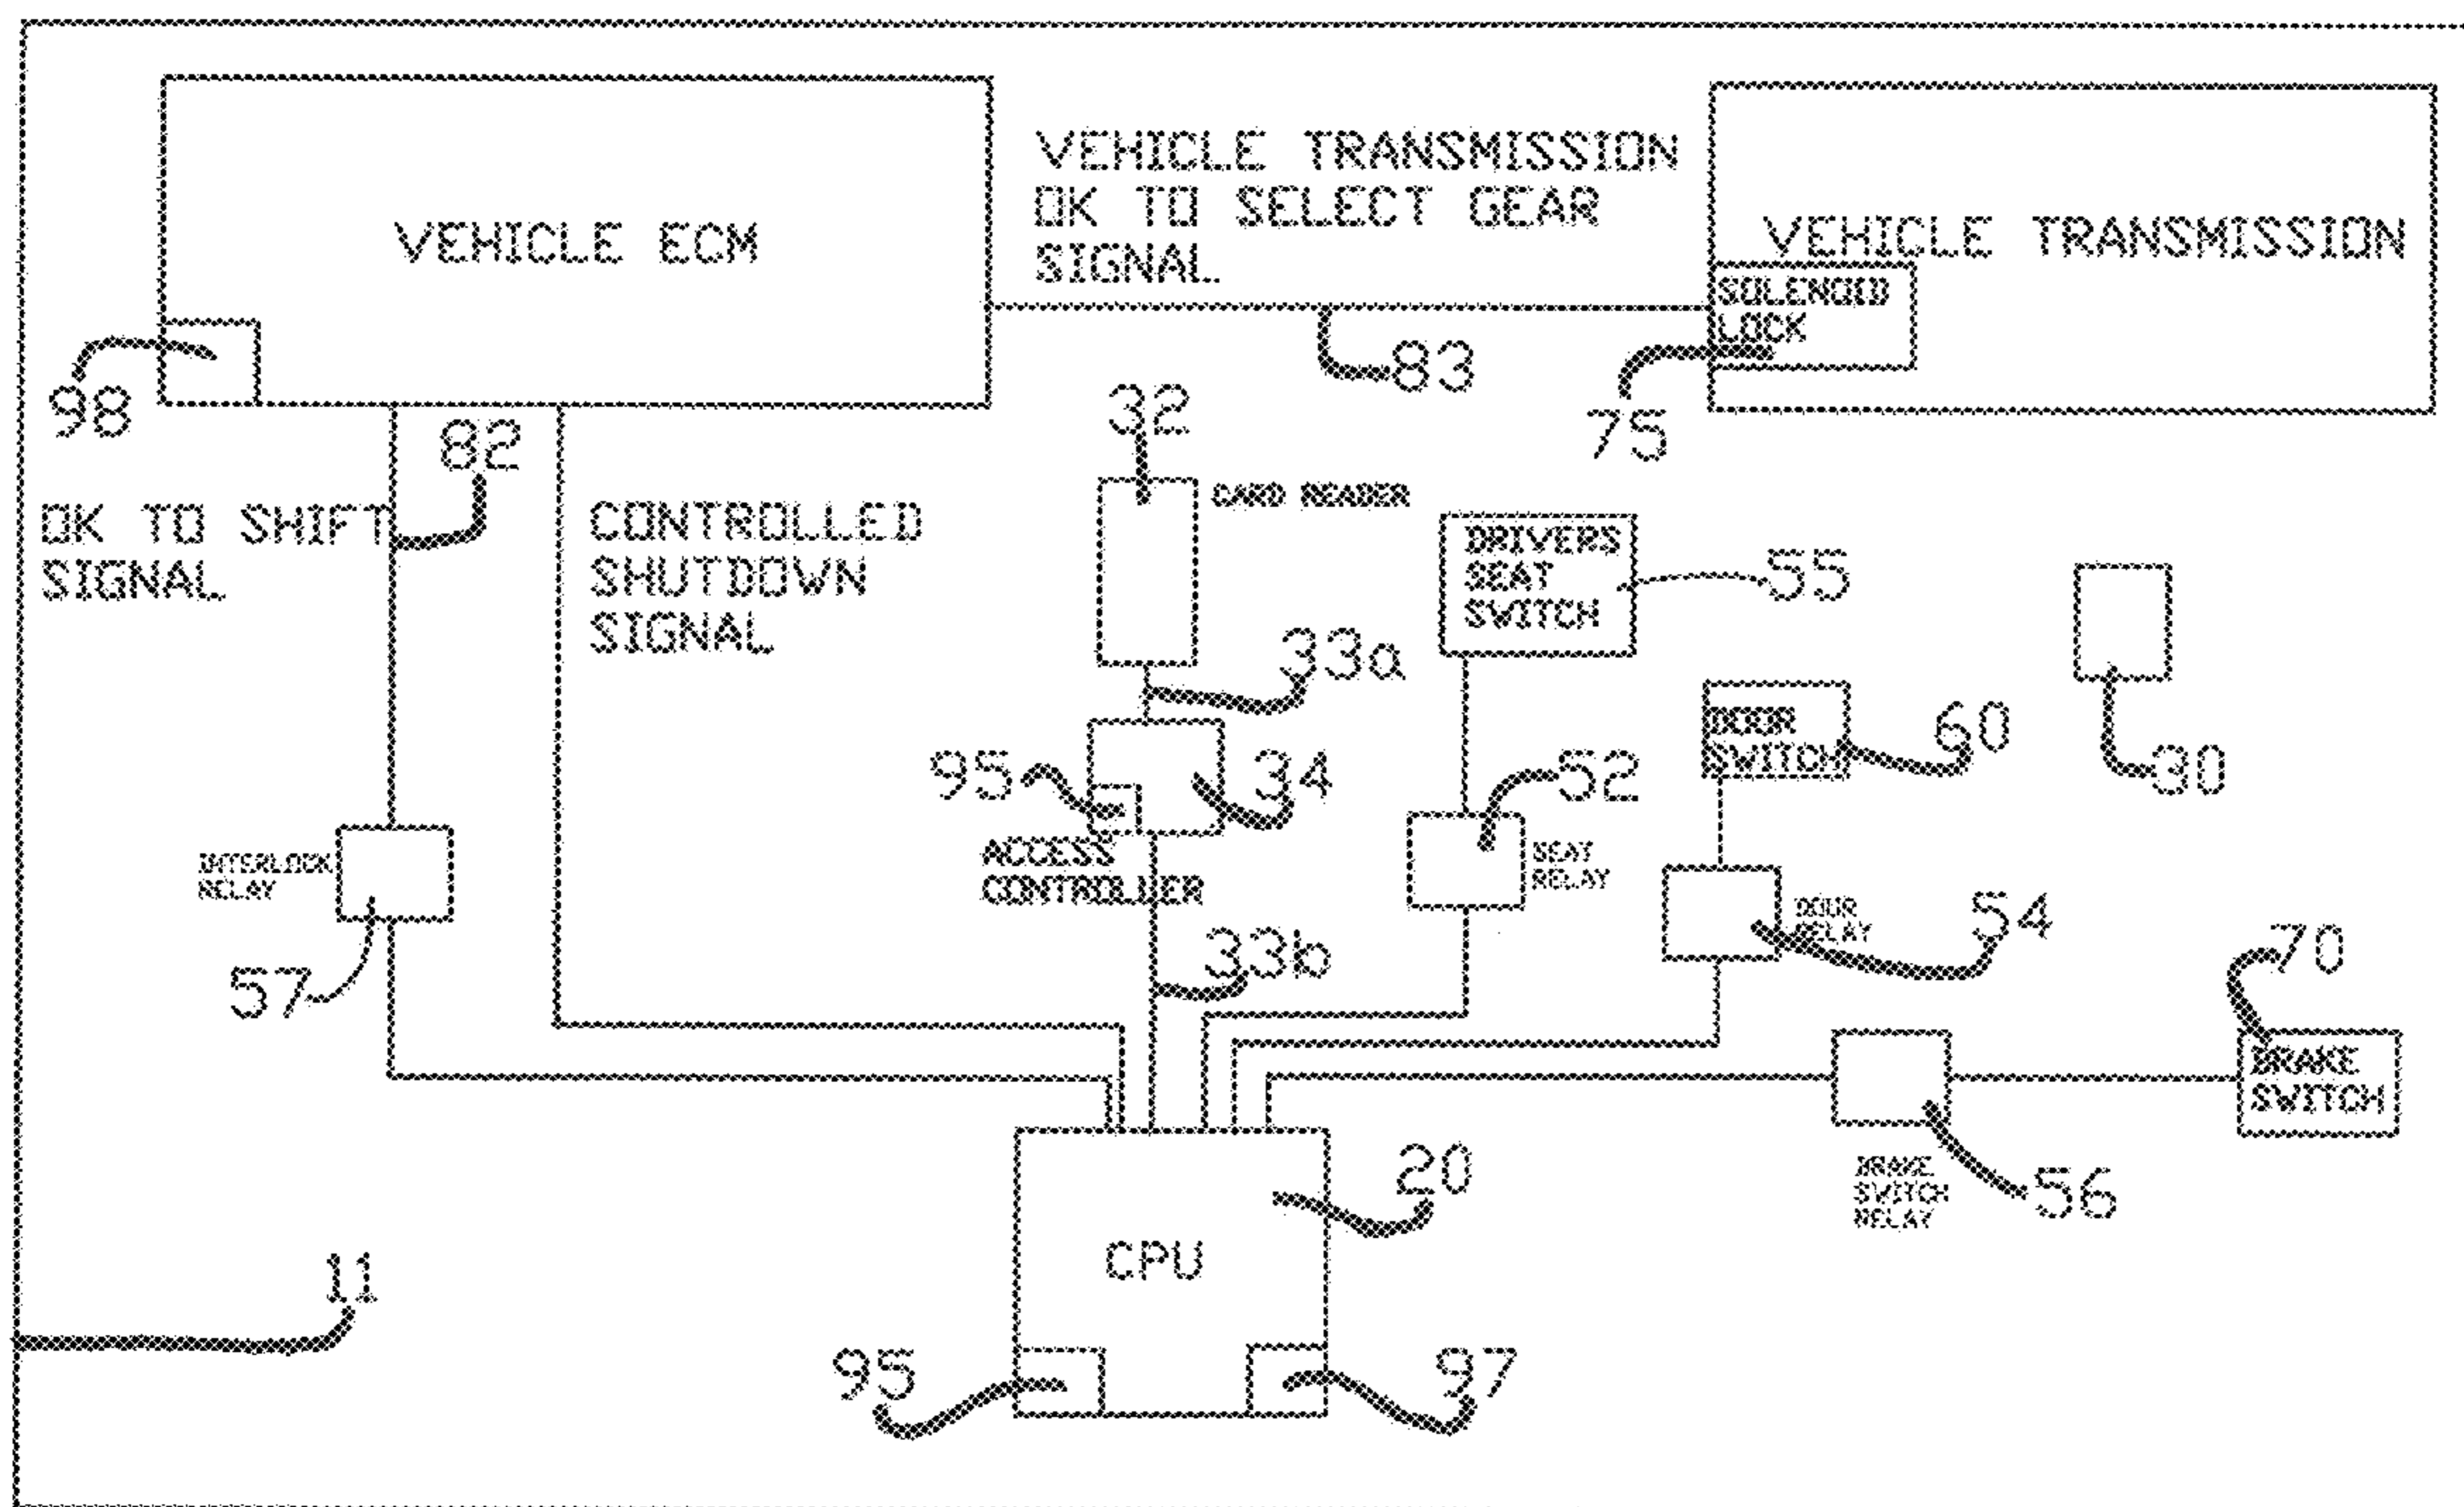 VEHICLE ECM
VEHICLE TRANSMISSION
OK TO SELECT GEAR
SIGNAL
VEHICLE TRANSMISSION
SOLENOID
LOCK
98
82
83
75
32
CARD READER
OK TO SHIFT
SIGNAL
CONTROLLED
SHUTDOWN
SIGNAL
DRIVERS
SEAT
SWITCH
55
33a
30
DOOR
SWITCH
60
95
34
52
ACCESS
CONTROLLER
INTERLOCK
RELAY
SEAT
RELAY
57
33b
DOOR
RELAY
54
70
BRAKE
SWITCH
BRAKE
SWITCH
RELAY
56
20
CPU
11
95
97